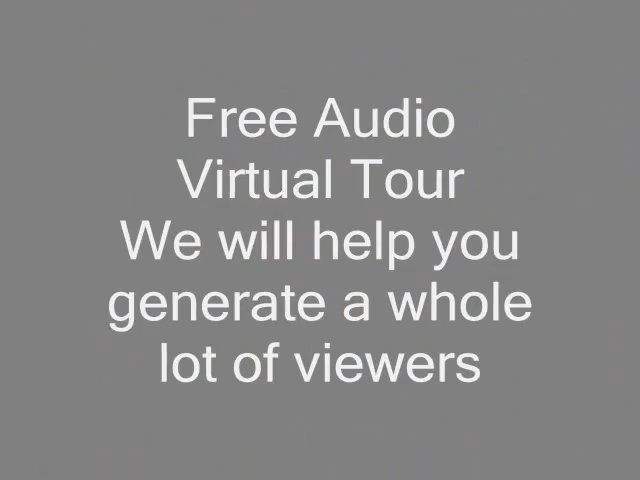 Free Audio
Virtual Tour
We will help you
generate a whole
lot of viewers